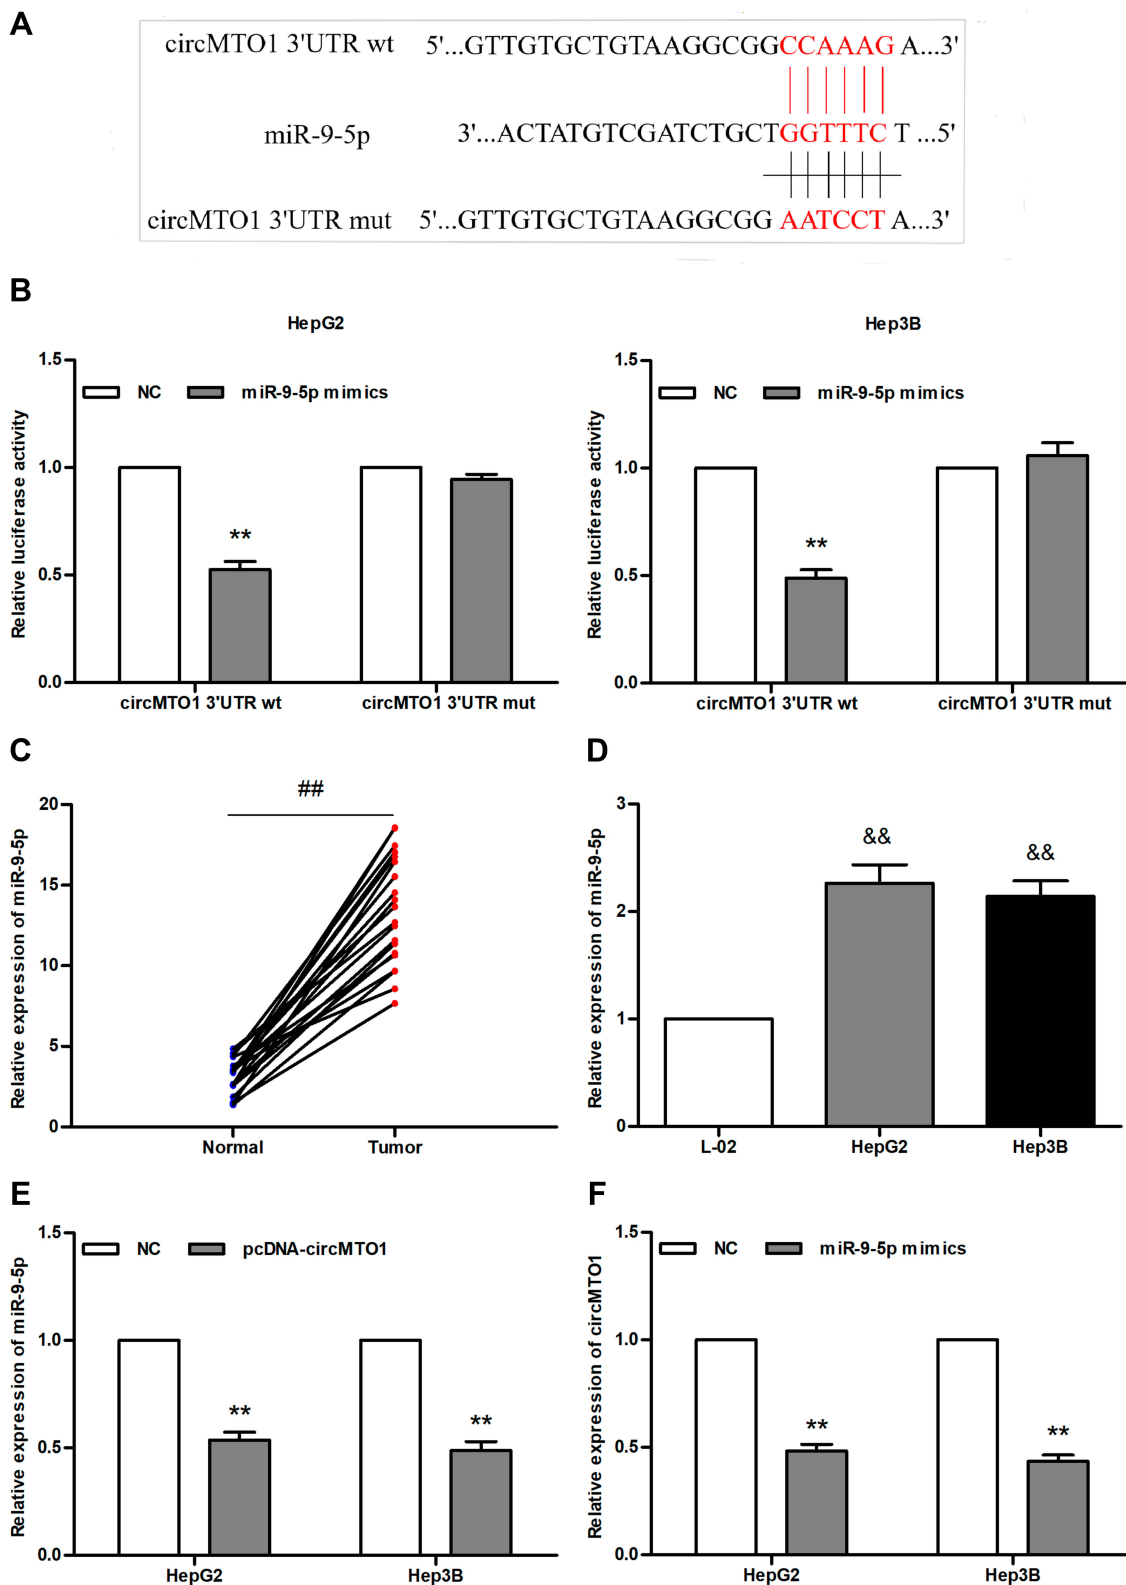 A
circMTO1 3'UTR wt 5'...GTTGTGCTGTAAGGCGGCCAAAG A...3'
miR-9-5p 3'...ACTATGTCGATCTGCTGGTTTC T ...5'
circMTO1 3'UTR mut 5'...GTTGTGCTGTAAGGCGG AATCCT A...3'
B
HepG2
Relative luciferase activity
1.5
1.0
0.5
0.0
NC miR-9-5p mimics
**
circMTO1 3'UTR wt circMTO1 3'UTR mut
Hep3B
Relative luciferase activity
1.5
1.0
0.5
0.0
NC miR-9-5p mimics
**
circMTO1 3'UTR wt circMTO1 3'UTR mut
C
Relative expression of miR-9-5p
20
15
10
5
0
##
Normal Tumor
D
Relative expression of miR-9-5p
3
2
1
0
&&
&&
L-02 HepG2 Hep3B
E
Relative expression of miR-9-5p
1.5
1.0
0.5
0.0
NC pcDNA-circMTO1
**
**
HepG2 Hep3B
F
Relative expression of circMTO1
1.5
1.0
0.5
0.0
NC miR-9-5p mimics
**
**
HepG2 Hep3B